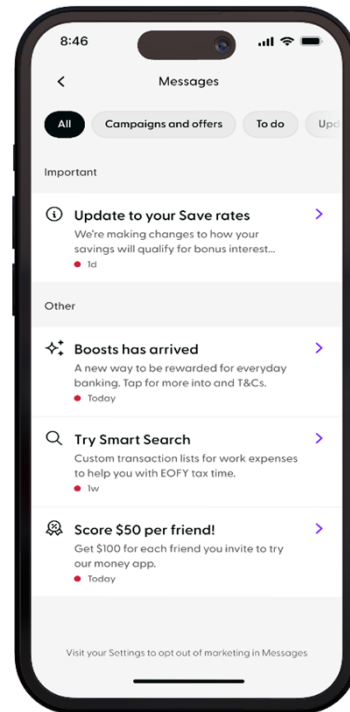 8:46
Messages
All
Campaigns and offers
To do
Upd
Important
Update to your Save rates
We're making changes to how your
savings will qualify for bonus interest...
1d
Other
Boosts has arrived
A new way to be rewarded for everyday
banking. Tap for more into and T&Cs.
Today
Try Smart Search
Custom transaction lists for work expenses
to help you with EOFY tax time.
1w
Score $50 per friend!
Get $100 for each friend you invite to try
our money app.
Today
Visit your Settings to opt out of marketing in Messages